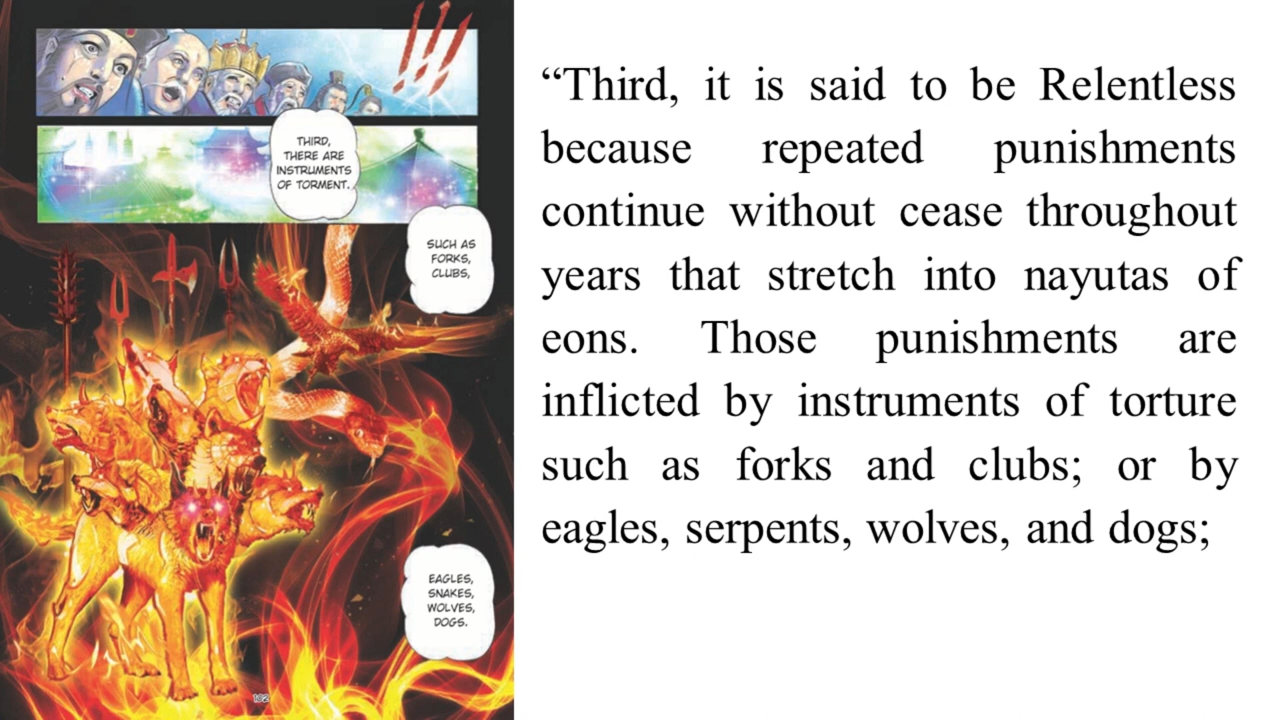 THIRD,
THERE ARE
INSTRUMENTS
OF TORMENT.
SUCH AS
FORKS,
CLUBS,
EAGLES,
SNAKES,
WOLVES,
DOGS.
102
“Third, it is said to be Relentless
because repeated punishments
continue without cease throughout
years that stretch into nayutas of
eons. Those punishments are
inflicted by instruments of torture
such as forks and clubs; or by
eagles, serpents, wolves, and dogs;